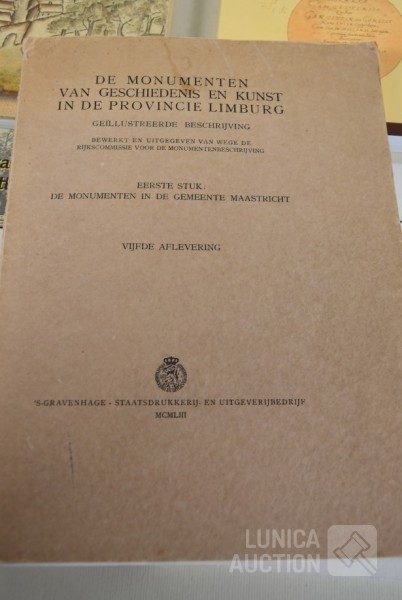 DE MONUMENTEN
VAN GESCHIEDENIS EN KUNST
IN DE PROVINCIE LIMBURG
GEÏLLUSTREERDE BESCHRIJVING
BEWERKT EN UITGEGEVEN VAN WEGE DE
RIJKSCOMMISSIE VOOR DE MONUMENTENBESCHRIJVING
EERSTE STUK:
DE MONUMENTEN IN DE GEMEENTE MAASTRICHT
VIJFDE AFLEVERING
'S-GRAVENHAGE - STAATSDRUKKERIJ- EN UITGEVERIJBEDRIJF
MCMLIII
LUNICA
AUCTION